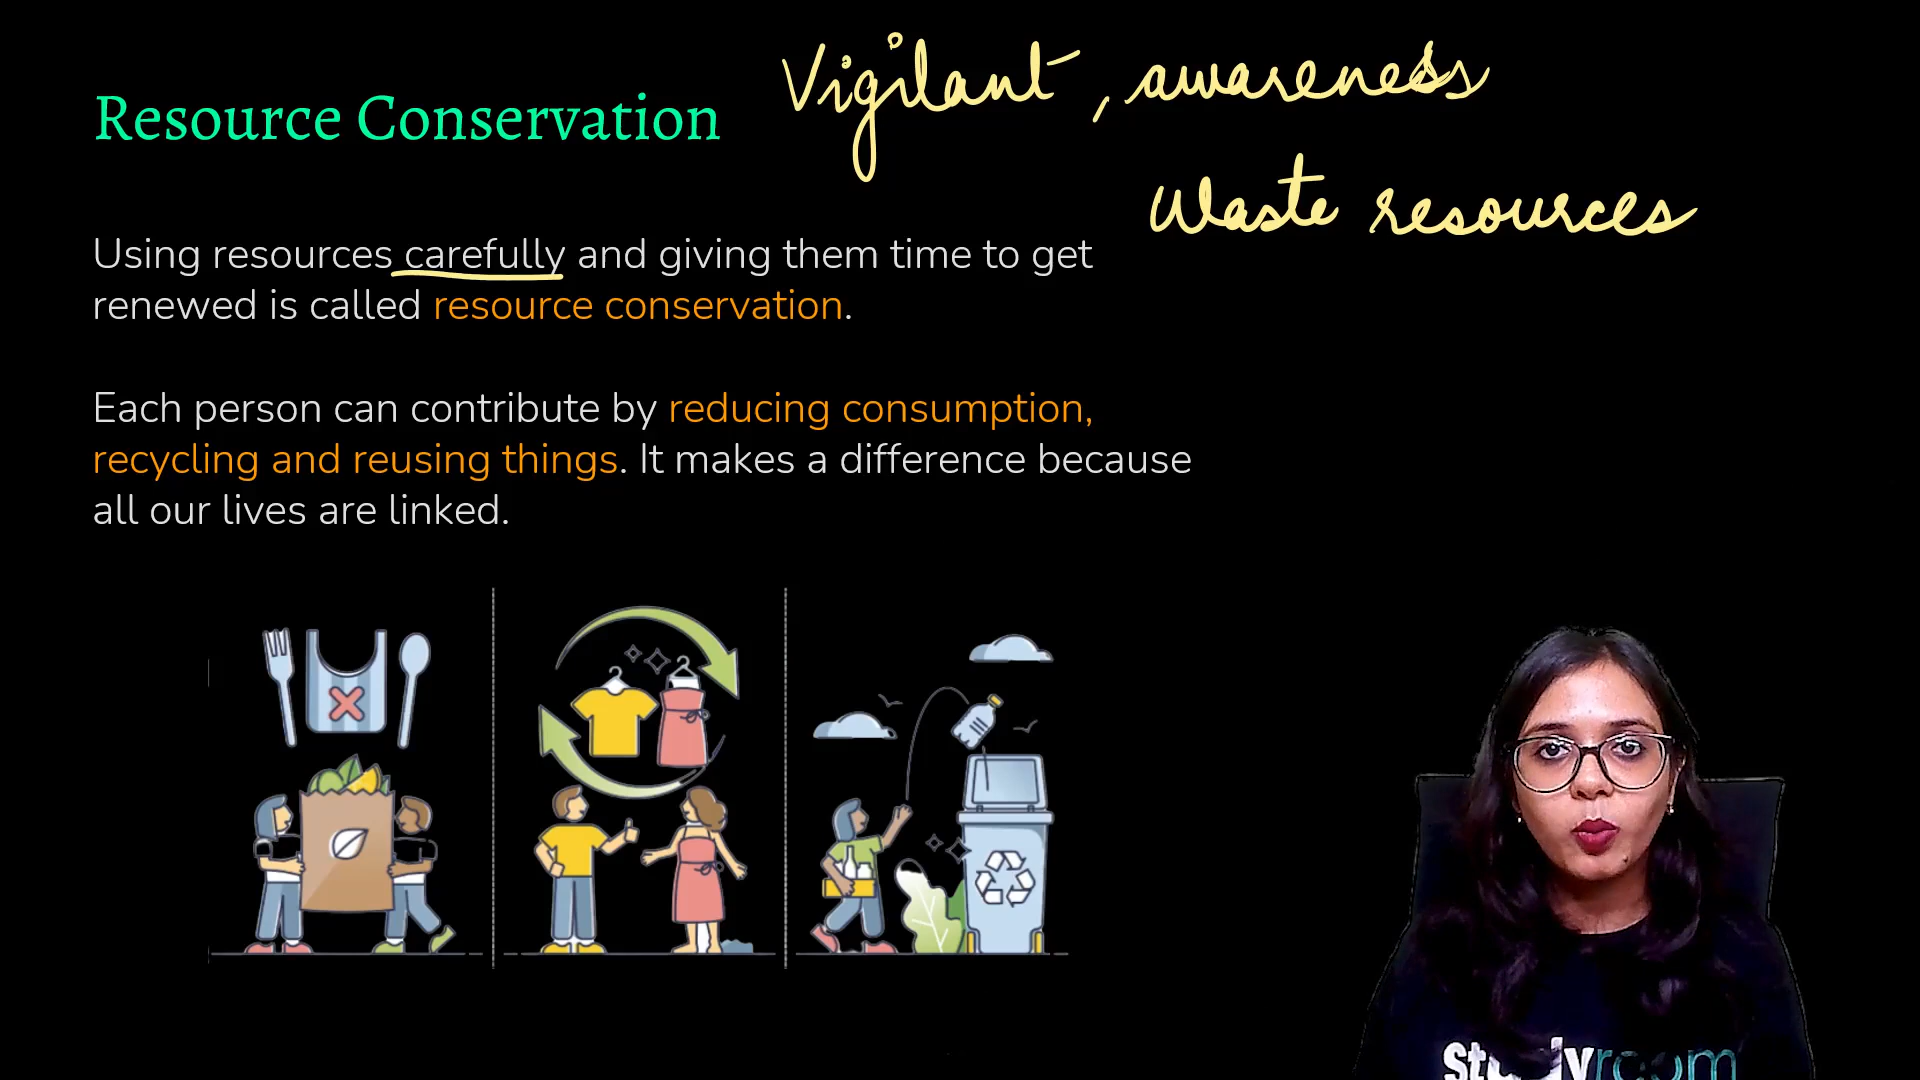 Vigilant, awareness
Resource Conservation
Waste resources
Using resources carefully and giving them time to get
renewed is called resource conservation.
Each person can contribute by reducing consumption,
recycling and reusing things. It makes a difference because
all our lives are linked.
Studyroom